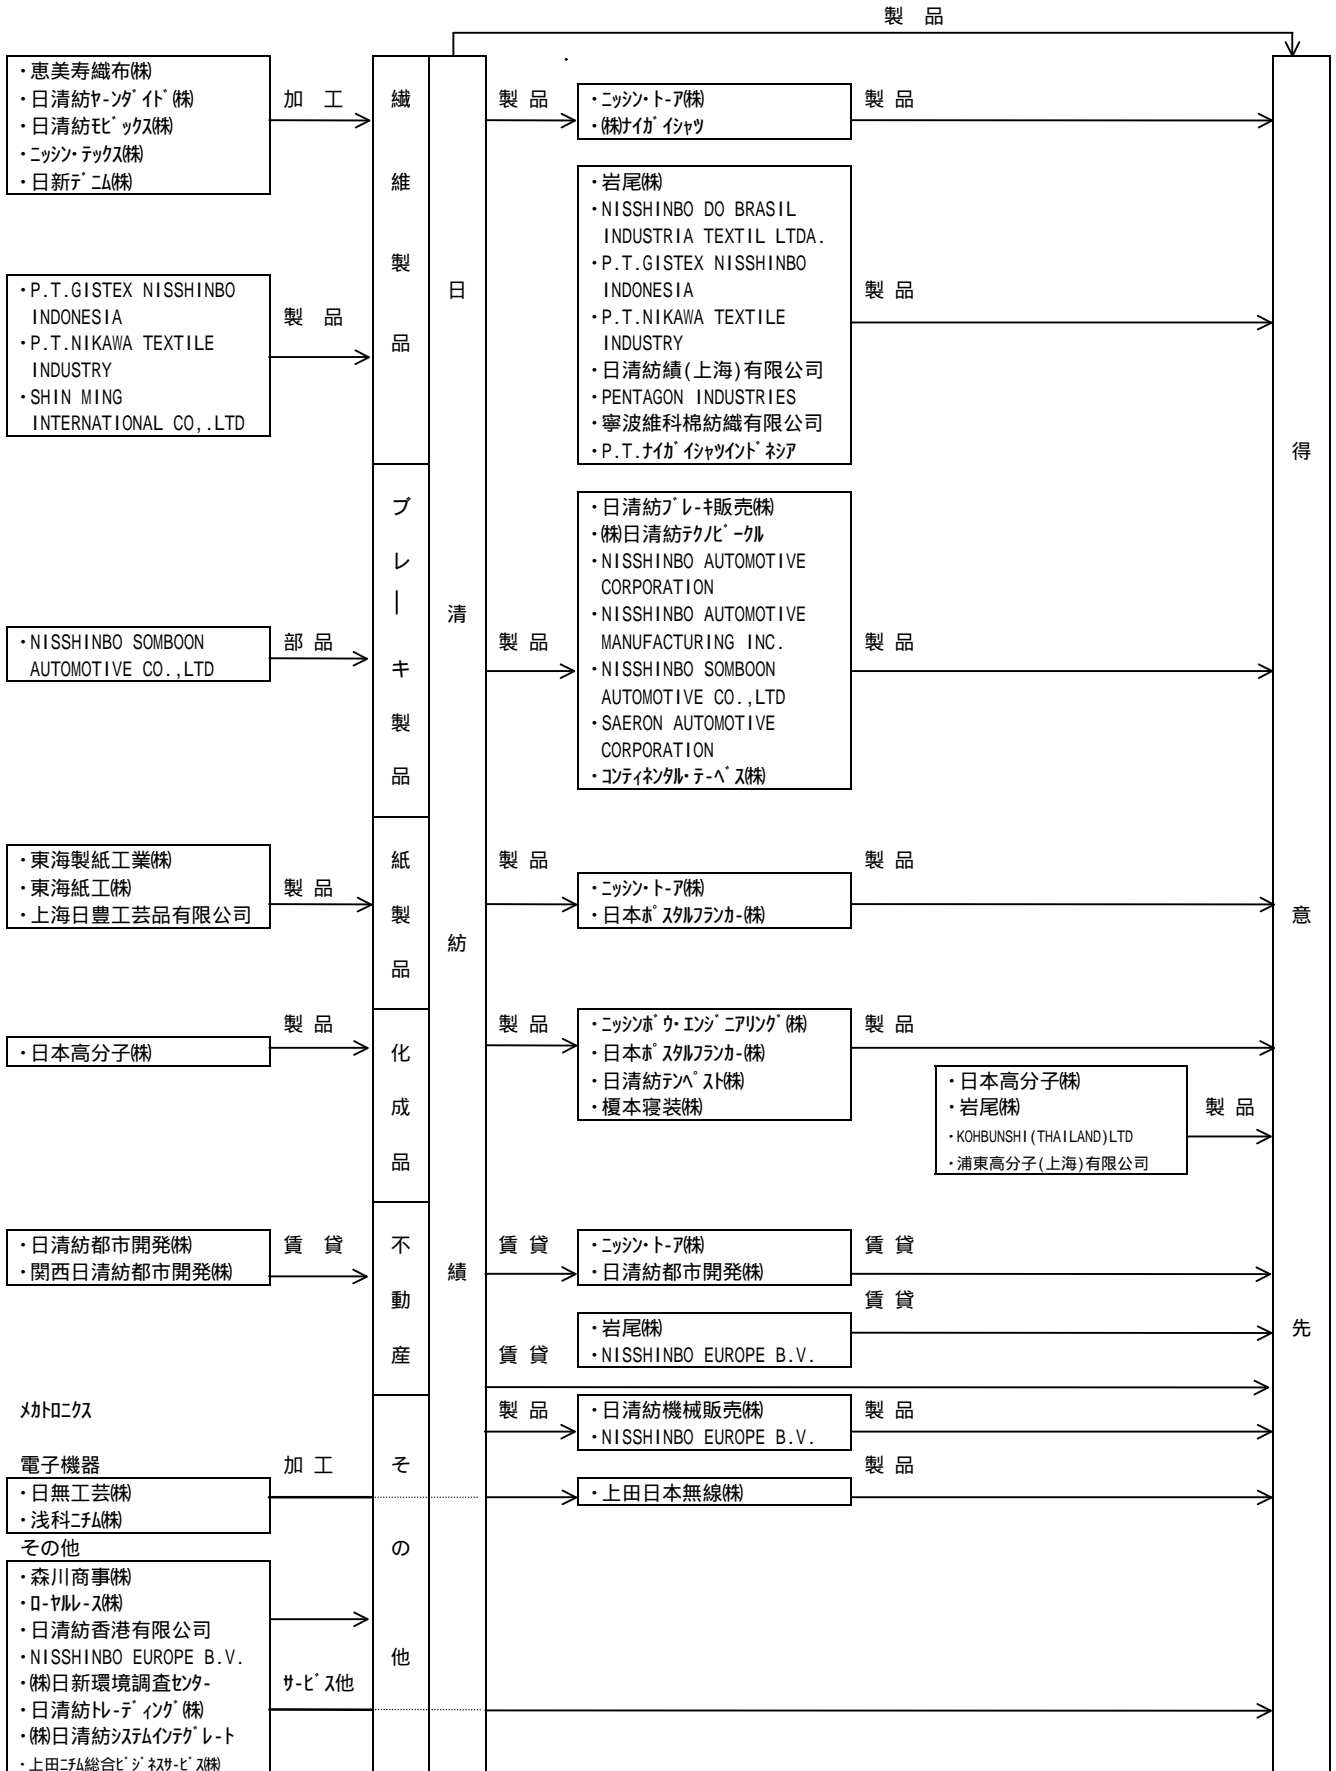 製 品
・恵美寿織布㈱
・日清紡ﾔｰﾝﾀﾞｲﾄﾞ㈱
・日清紡ﾓﾋﾞｯｸｽ㈱
・ﾆｯｼﾝ・ﾃｯｸｽ㈱
・日新ﾃﾞﾆﾑ㈱
加 工
・P.T.GISTEX NISSHINBO
INDONESIA
・P.T.NIKAWA TEXTILE
INDUSTRY
・SHIN MING
INTERNATIONAL CO,.LTD
製 品
繊維製品
製 品
・ﾆｯｼﾝ・ﾄｰｱ㈱
・㈱ﾅｲｶﾞｲｼｬﾂ
製 品
・岩尾㈱
・NISSHINBO DO BRASIL
INDUSTRIA TEXTIL LTDA.
・P.T.GISTEX NISSHINBO
INDONESIA
・P.T.NIKAWA TEXTILE
INDUSTRY
・日清紡績(上海)有限公司
・PENTAGON INDUSTRIES
・寧波維科棉紡織有限公司
・P.T.ﾅｲｶﾞｲｼｬﾂｲﾝﾄﾞﾈｼｱ
製 品
・NISSHINBO SOMBOON
AUTOMOTIVE CO.,LTD
部 品
ブレーキ製品
製 品
・日清紡ﾌﾞﾚｰｷ販売㈱
・㈱日清紡ﾃｸﾉﾋﾞｰｸﾙ
・NISSHINBO AUTOMOTIVE
CORPORATION
・NISSHINBO AUTOMOTIVE
MANUFACTURING INC.
・NISSHINBO SOMBOON
AUTOMOTIVE CO.,LTD
・SAERON AUTOMOTIVE
CORPORATION
・ｺﾝﾃｨﾈﾝﾀﾙ・ﾃｰﾍﾞｽ㈱
製 品
・東海製紙工業㈱
・東海紙工㈱
・上海日豊工芸品有限公司
製 品
紙製品
製 品
・ﾆｯｼﾝ・ﾄｰｱ㈱
・日本ﾎﾟｽﾀﾙﾌﾗﾝｶｰ㈱
製 品
・日本高分子㈱
製 品
化成品
製 品
・ﾆｯｼﾝﾎﾞｳ・ｴﾝｼﾞﾆｱﾘﾝｸﾞ㈱
・日本ﾎﾟｽﾀﾙﾌﾗﾝｶｰ㈱
・日清紡ﾃﾝﾍﾟｽﾄ㈱
・榎本寝装㈱
製 品
・日本高分子㈱
・岩尾㈱
・KOHBUNSHI(THAILAND)LTD
・浦東高分子(上海)有限公司
製 品
・日清紡都市開発㈱
・関西日清紡都市開発㈱
賃 貸
不動産
賃 貸
・ﾆｯｼﾝ・ﾄｰｱ㈱
・日清紡都市開発㈱
賃 貸
・岩尾㈱
・NISSHINBO EUROPE B.V.
賃 貸
賃 貸
ﾒｶﾄﾛﾆｸｽ
製 品
・日清紡機械販売㈱
・NISSHINBO EUROPE B.V.
製 品
電子機器
・日無工芸㈱
・浅科ﾆﾁﾑ㈱
加 工
その他
・上田日本無線㈱
製 品
その他
・森川商事㈱
・ﾛｰﾔﾙﾚｰｽ㈱
・日清紡香港有限公司
・NISSHINBO EUROPE B.V.
・㈱日新環境調査ｾﾝﾀｰ
・日清紡ﾄﾚｰﾃﾞｨﾝｸﾞ㈱
・㈱日清紡ｼｽﾃﾑｲﾝﾃｸﾞﾚｰﾄ
・上田ﾆﾁﾑ総合ﾋﾞｼﾞﾈｽｻｰﾋﾞｽ㈱
ｻｰﾋﾞｽ他
日清紡績
得意先